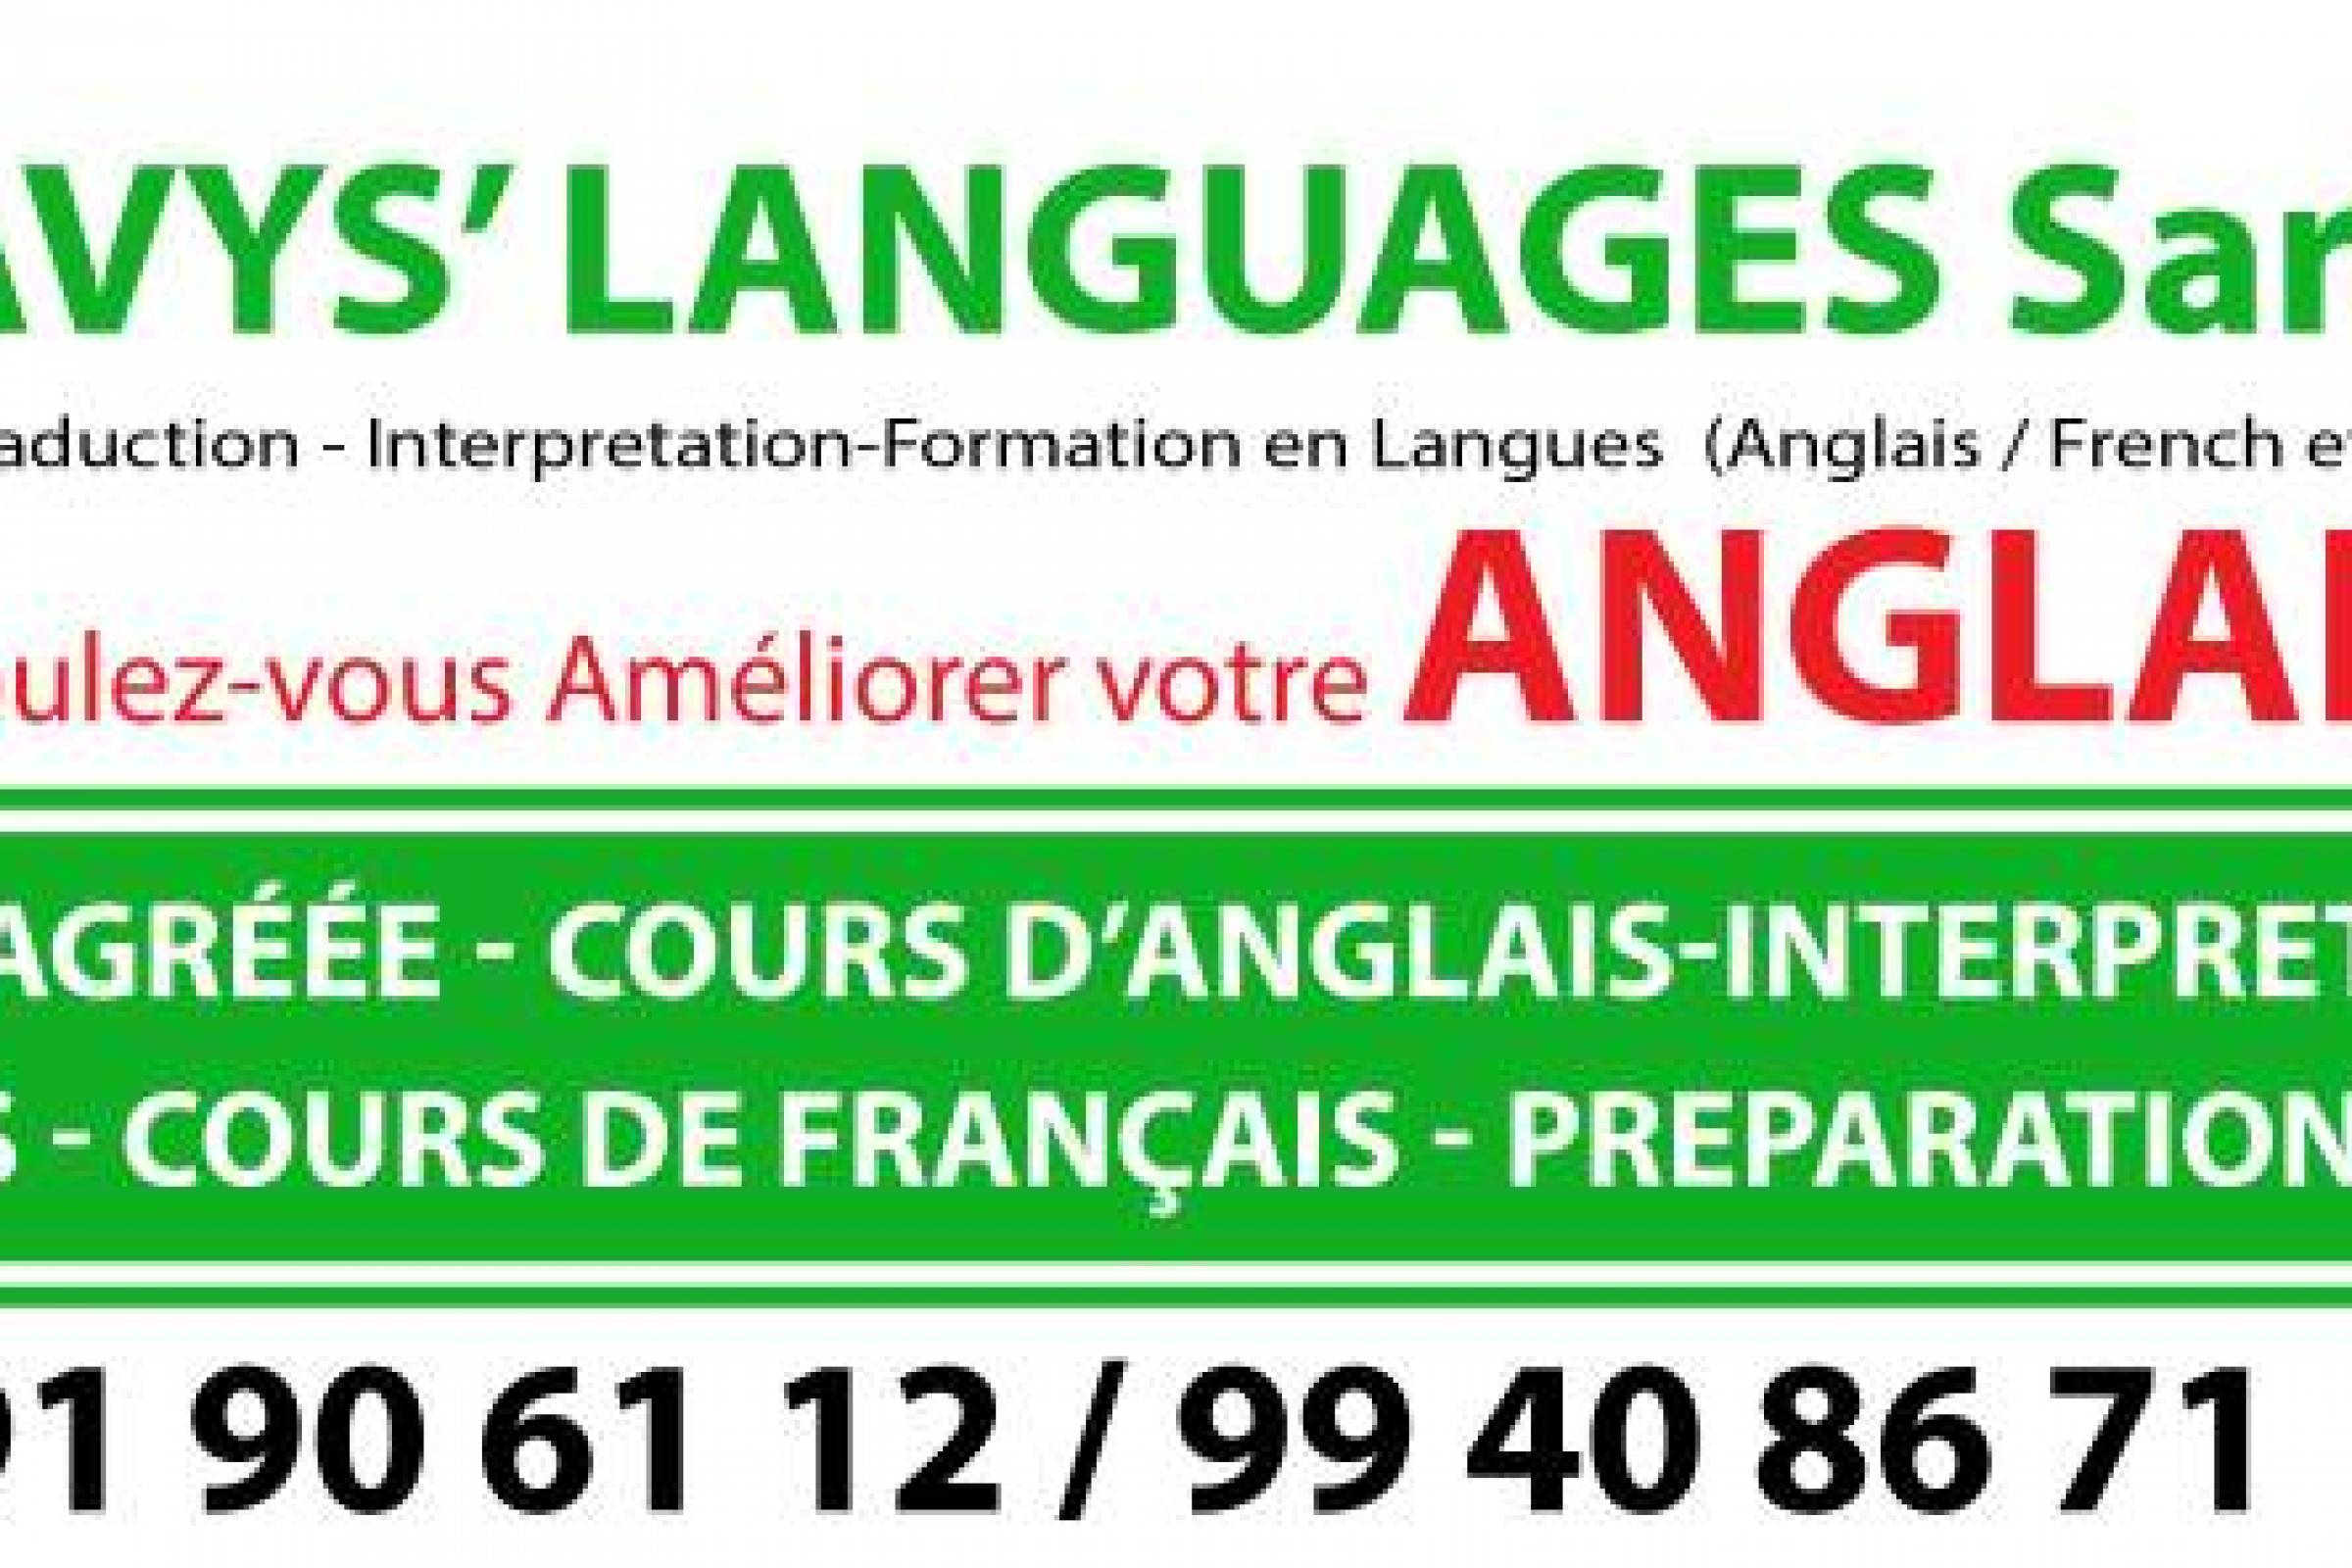 AVYS' LANGUAGES Sar
aduction - Interpretation-Formation en Langues (Anglais / French e
oulez-vous Améliorer votre ANGLAI
AGRÉÉE - COURS D'ANGLAIS-INTERPRET
S - COURS DE FRANÇAIS - PREPARATION
91 90 61 12 / 99 40 86 71